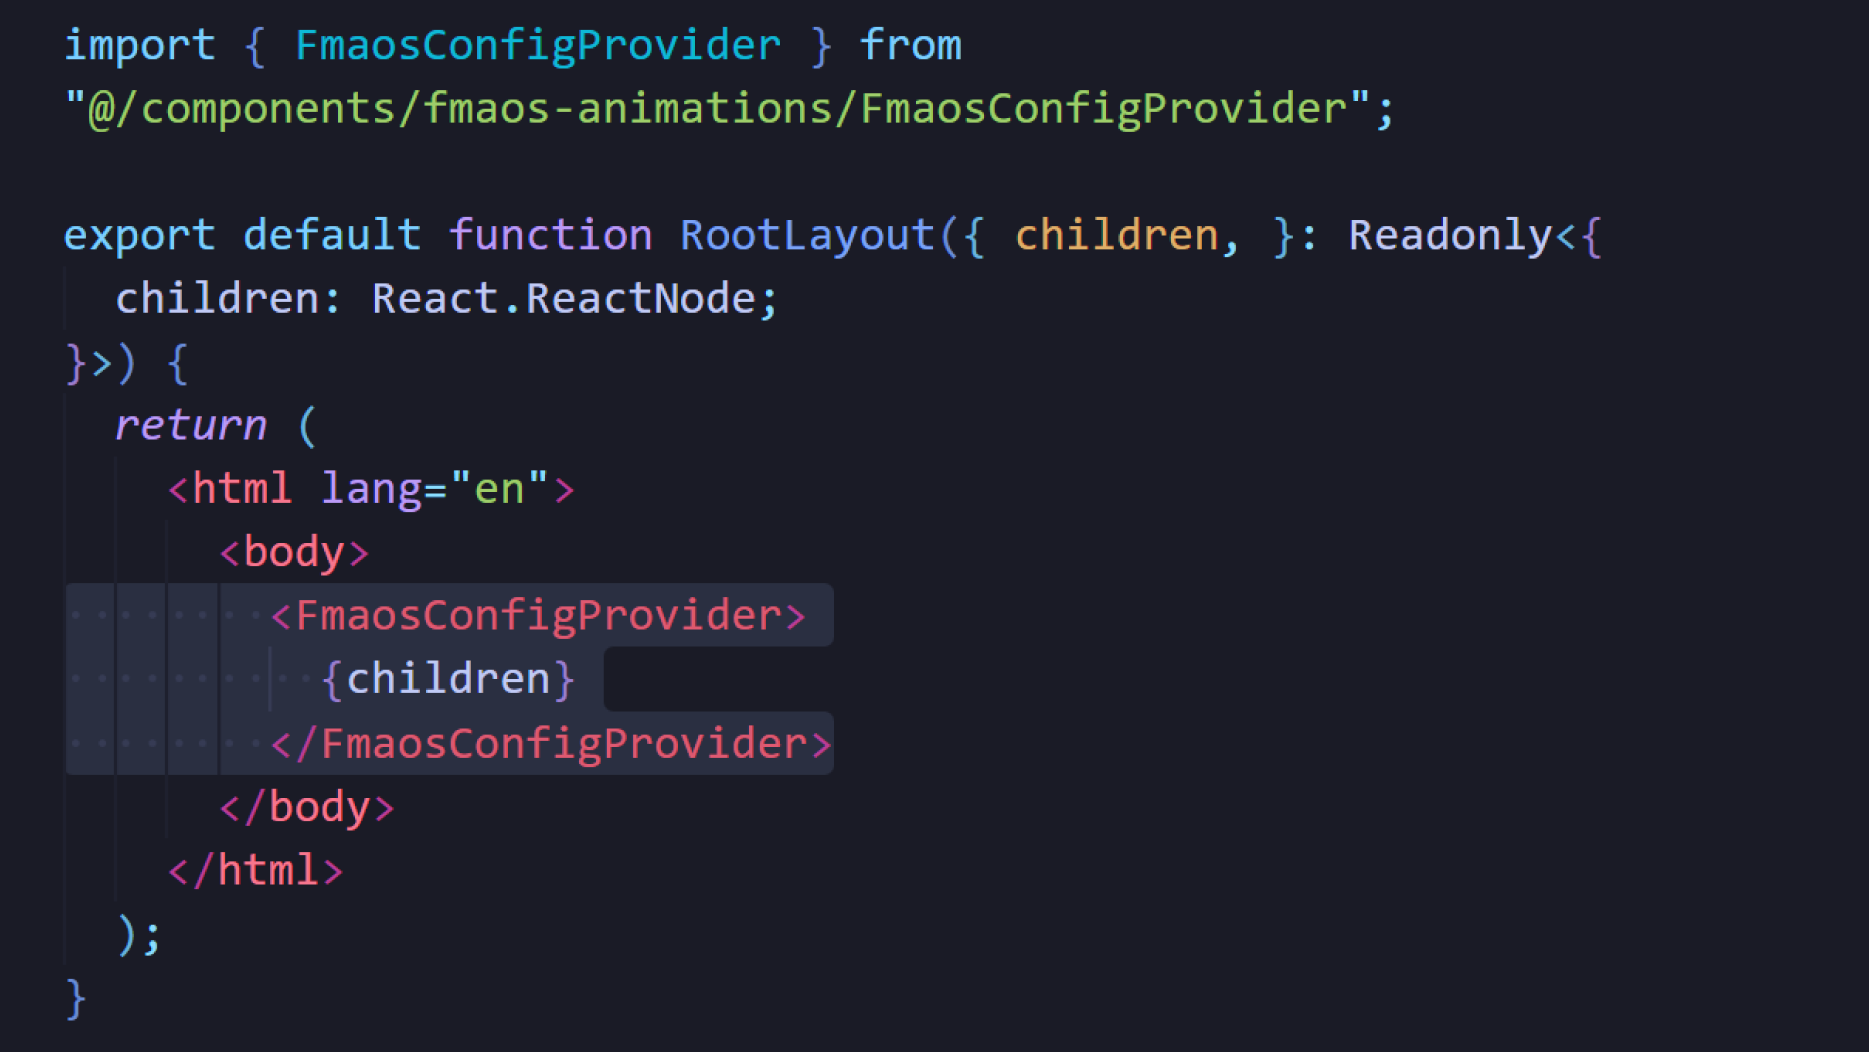 import { FmaosConfigProvider } from
"@/components/fmaos-animations/FmaosConfigProvider";
export default function RootLayout({ children, }: Readonly<{
children: React.ReactNode;
}>) {
return (
<html lang="en">
<body>
<FmaosConfigProvider>
{children}
</FmaosConfigProvider>
</body>
</html>
);
}